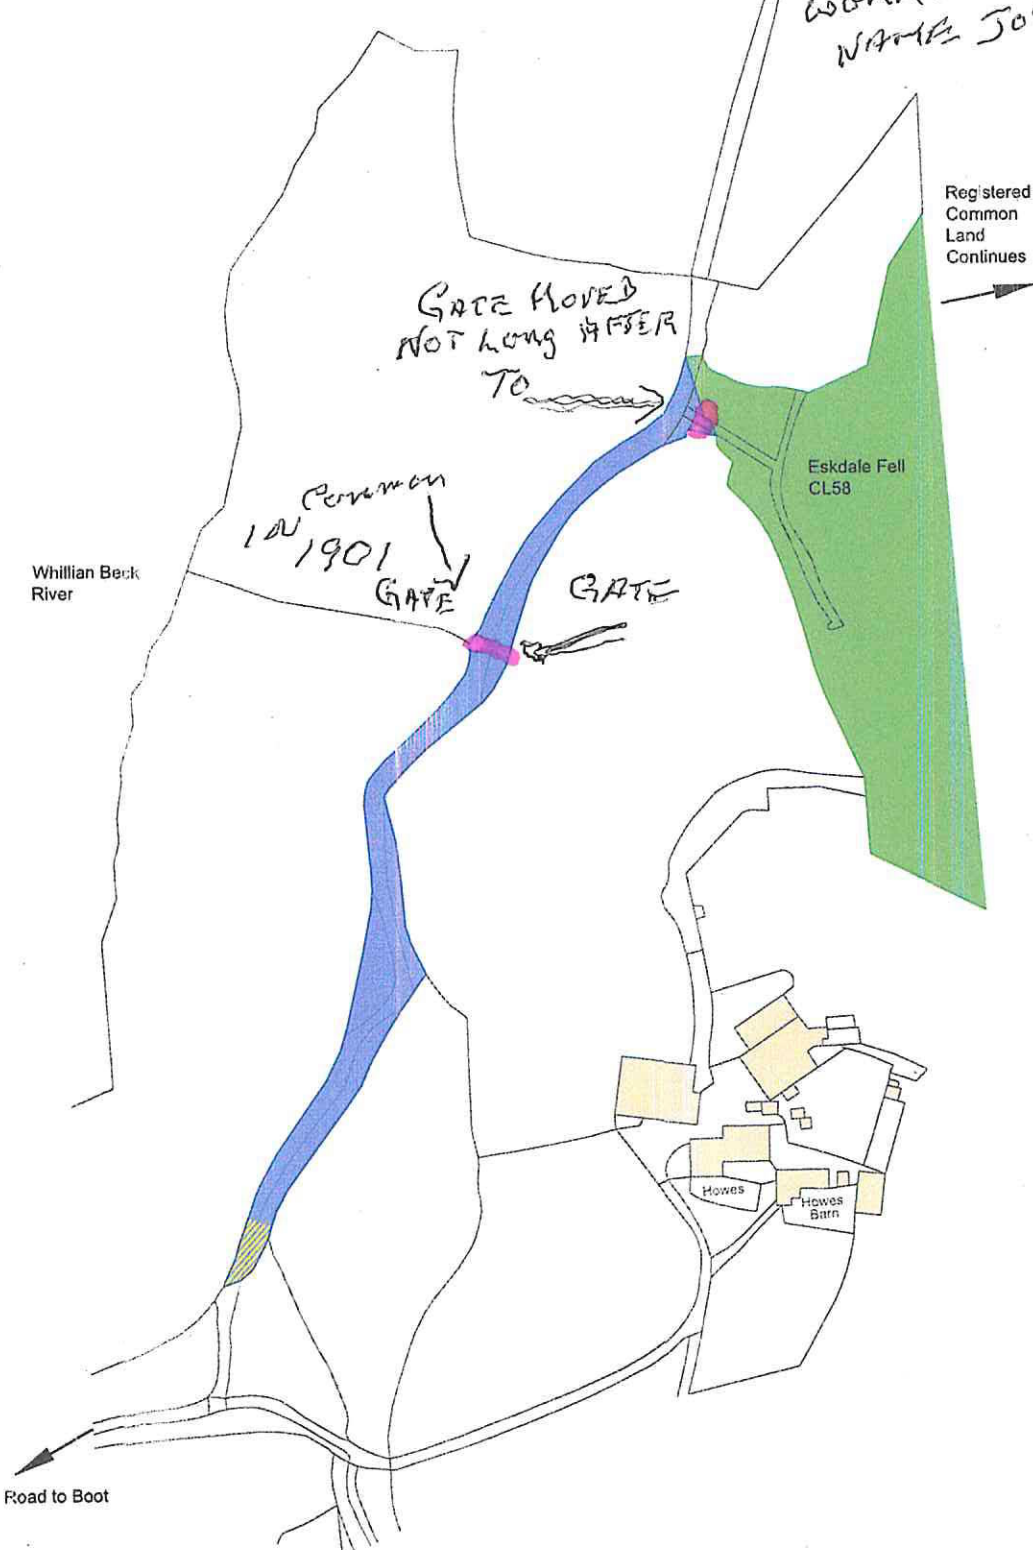 NAME
Registered
Common
Land
Continues
GATE MOVED
NOT Long AFTER
TO
Eskdale Fell
CL58
Common
IN 1901
GATE
GATE
Whillian Beck
River
Howes
Howes
Barn
Road to Boot